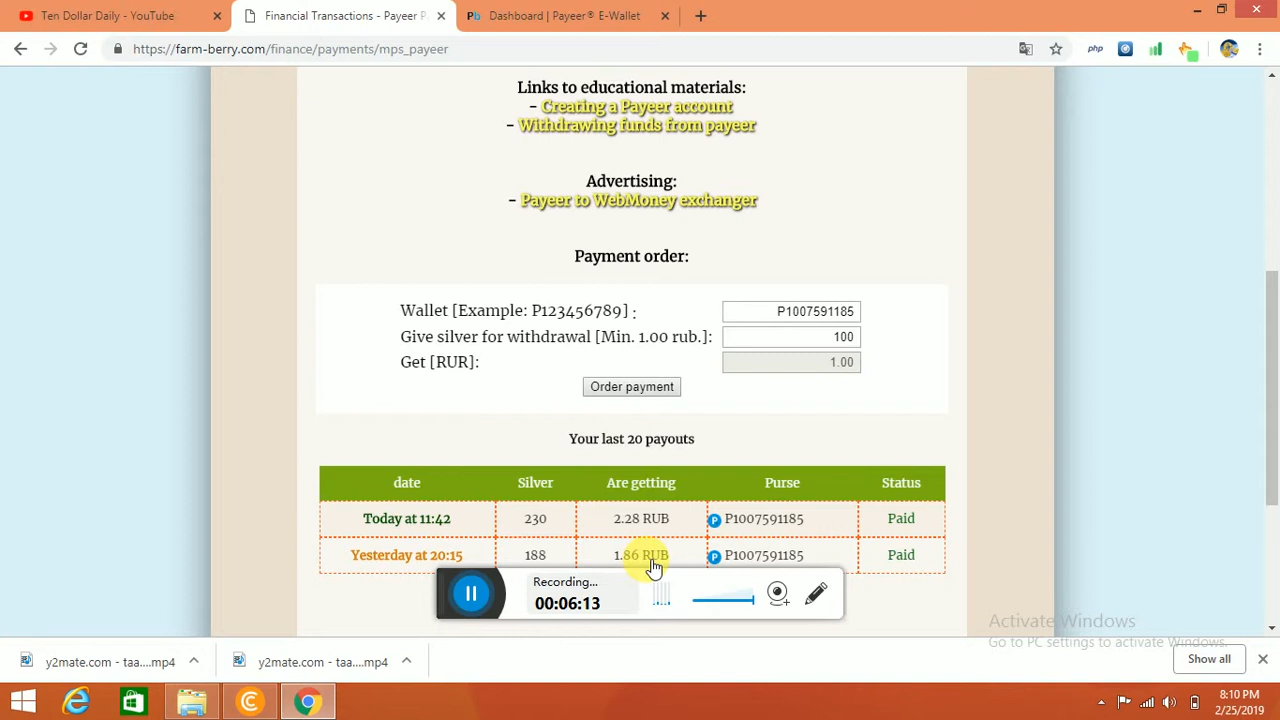 Ten Dollar Daily - YouTube
Financial Transactions - Payeer P
Dashboard | Payeer® E-Wallet
https://farm-berry.com/finance/payments/mps_payeer
php
Links to educational materials:
- Creating a Payeer account
- Withdrawing funds from payeer
Advertising:
- Payeer to WebMoney exchanger
Payment order:
Wallet [Example: P123456789] : P1007591185
Give silver for withdrawal [Min. 1.00 rub.]: 100
Get [RUR]: 1.00
Order payment
Your last 20 payouts
date Silver Are getting Purse Status
Today at 11:42 230 2.28 RUB P P1007591185 Paid
Yesterday at 20:15 188 1.86 RUB P P1007591185 Paid
Recording...
00:06:13
Activate Windows
Go to PC settings to activate Windows.
y2mate.com - taa....mp4
y2mate.com - taa....mp4
Show all
8:10 PM
2/25/2019